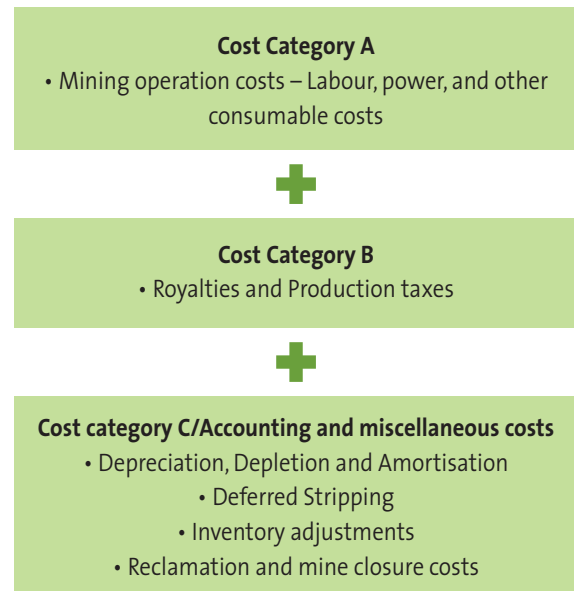 Cost Category A
• Mining operation costs – Labour, power, and other
consumable costs
Cost Category B
• Royalties and Production taxes
Cost category C/Accounting and miscellaneous costs
• Depreciation, Depletion and Amortisation
• Deferred Stripping
• Inventory adjustments
• Reclamation and mine closure costs